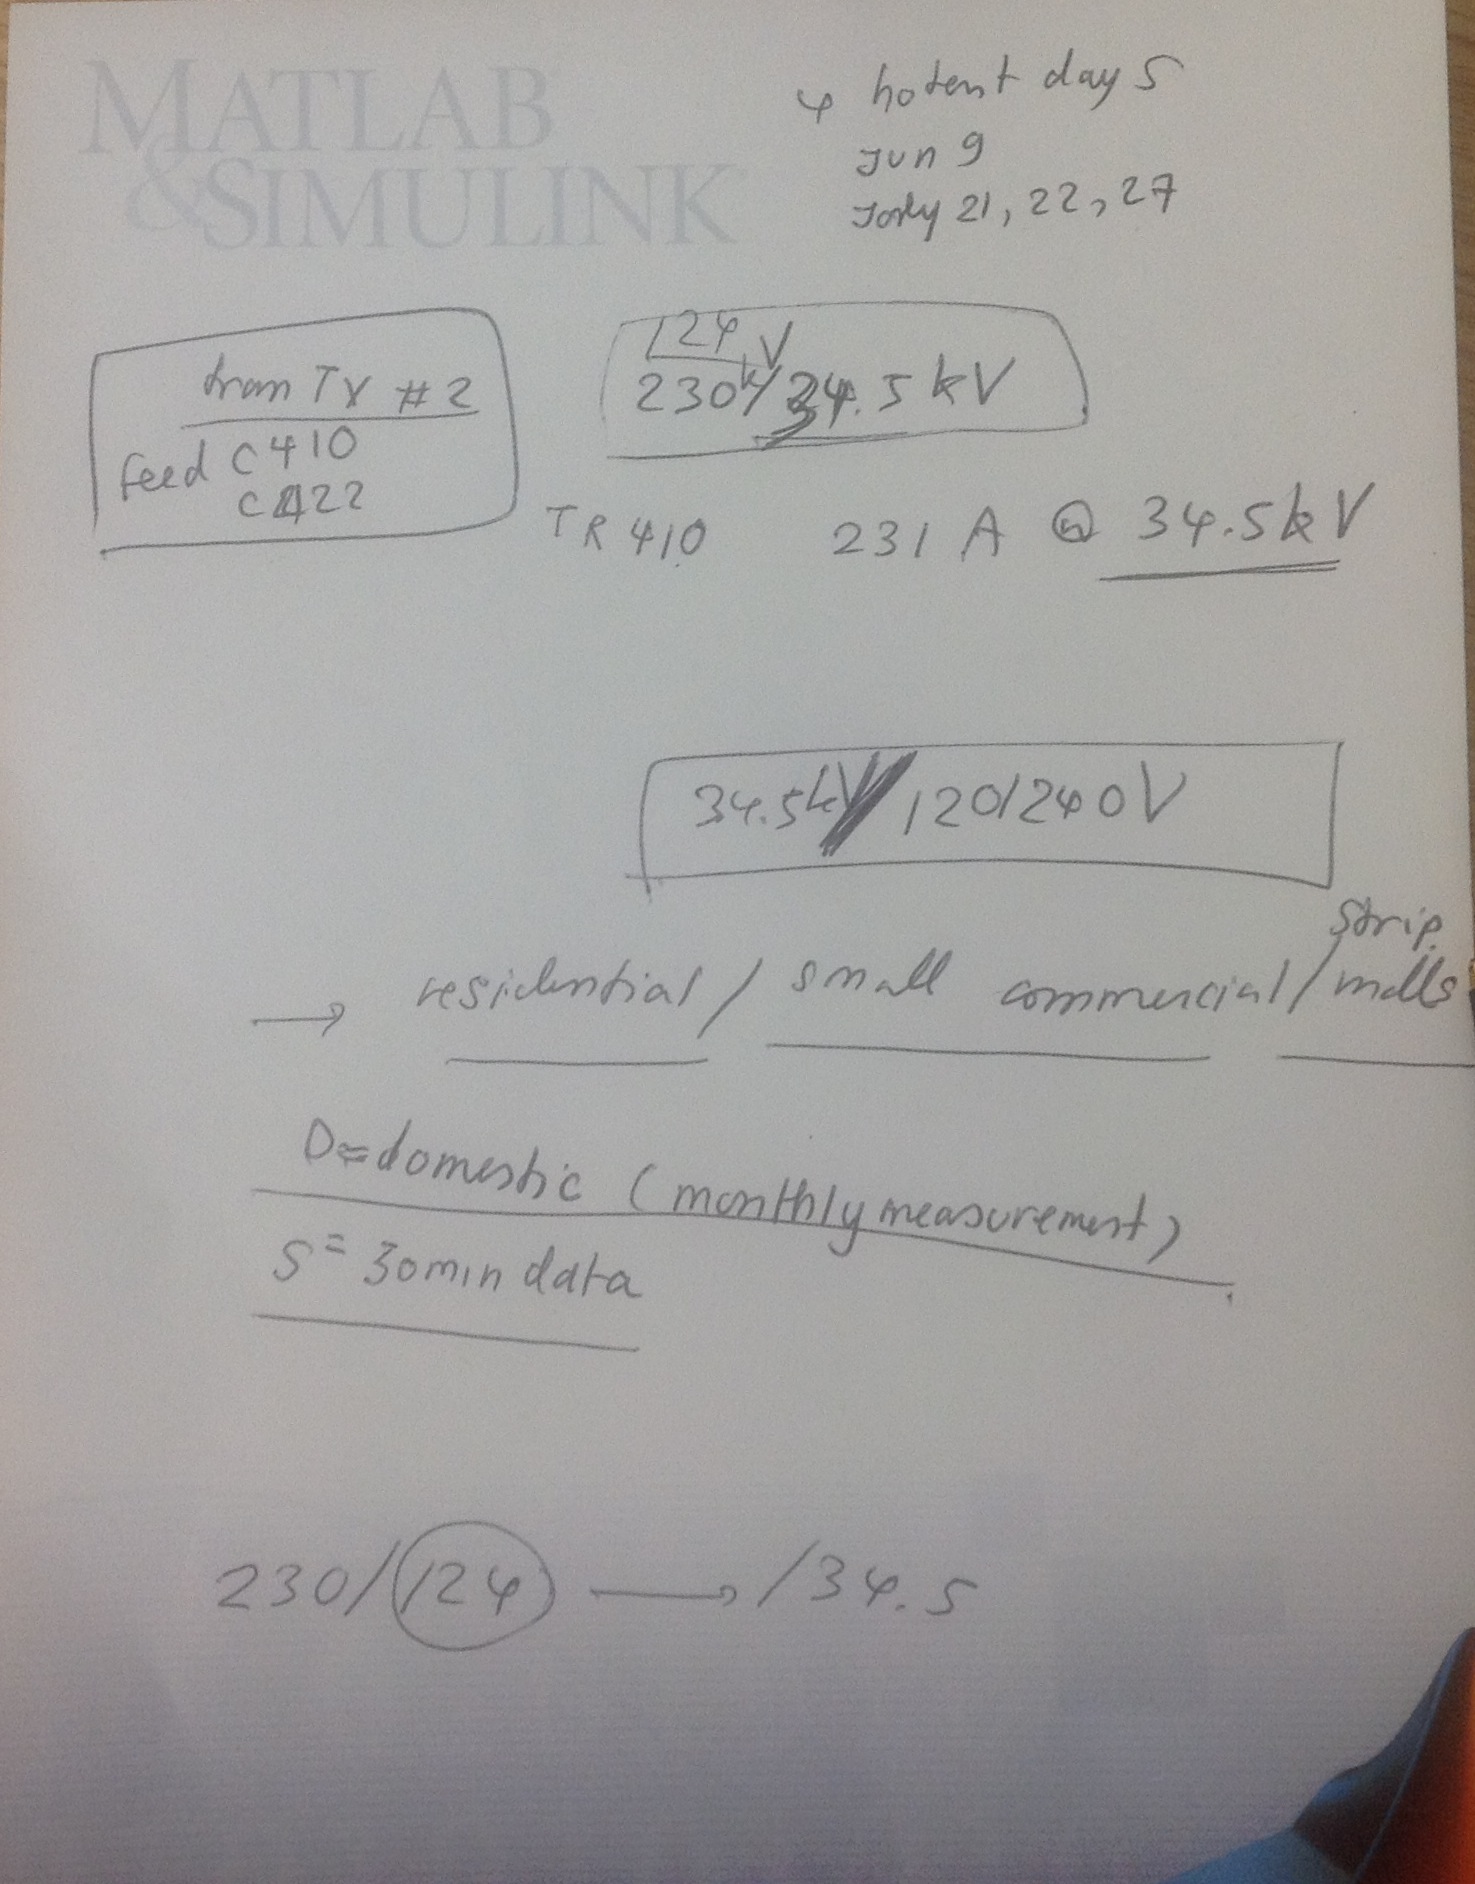 MATLAB
&SIMULINK
4 hotest days
Jun 9
July 21, 22, 27
from TX #2
Feed C410
C422
124 V
230k/34.5 kV
TR 410 231 A @ 34.5kV
34.5kV/120/240V
→ residential / small commercial / strip malls
D=domestic (monthly measurement)
S= 30min data
230/124 → /34.5